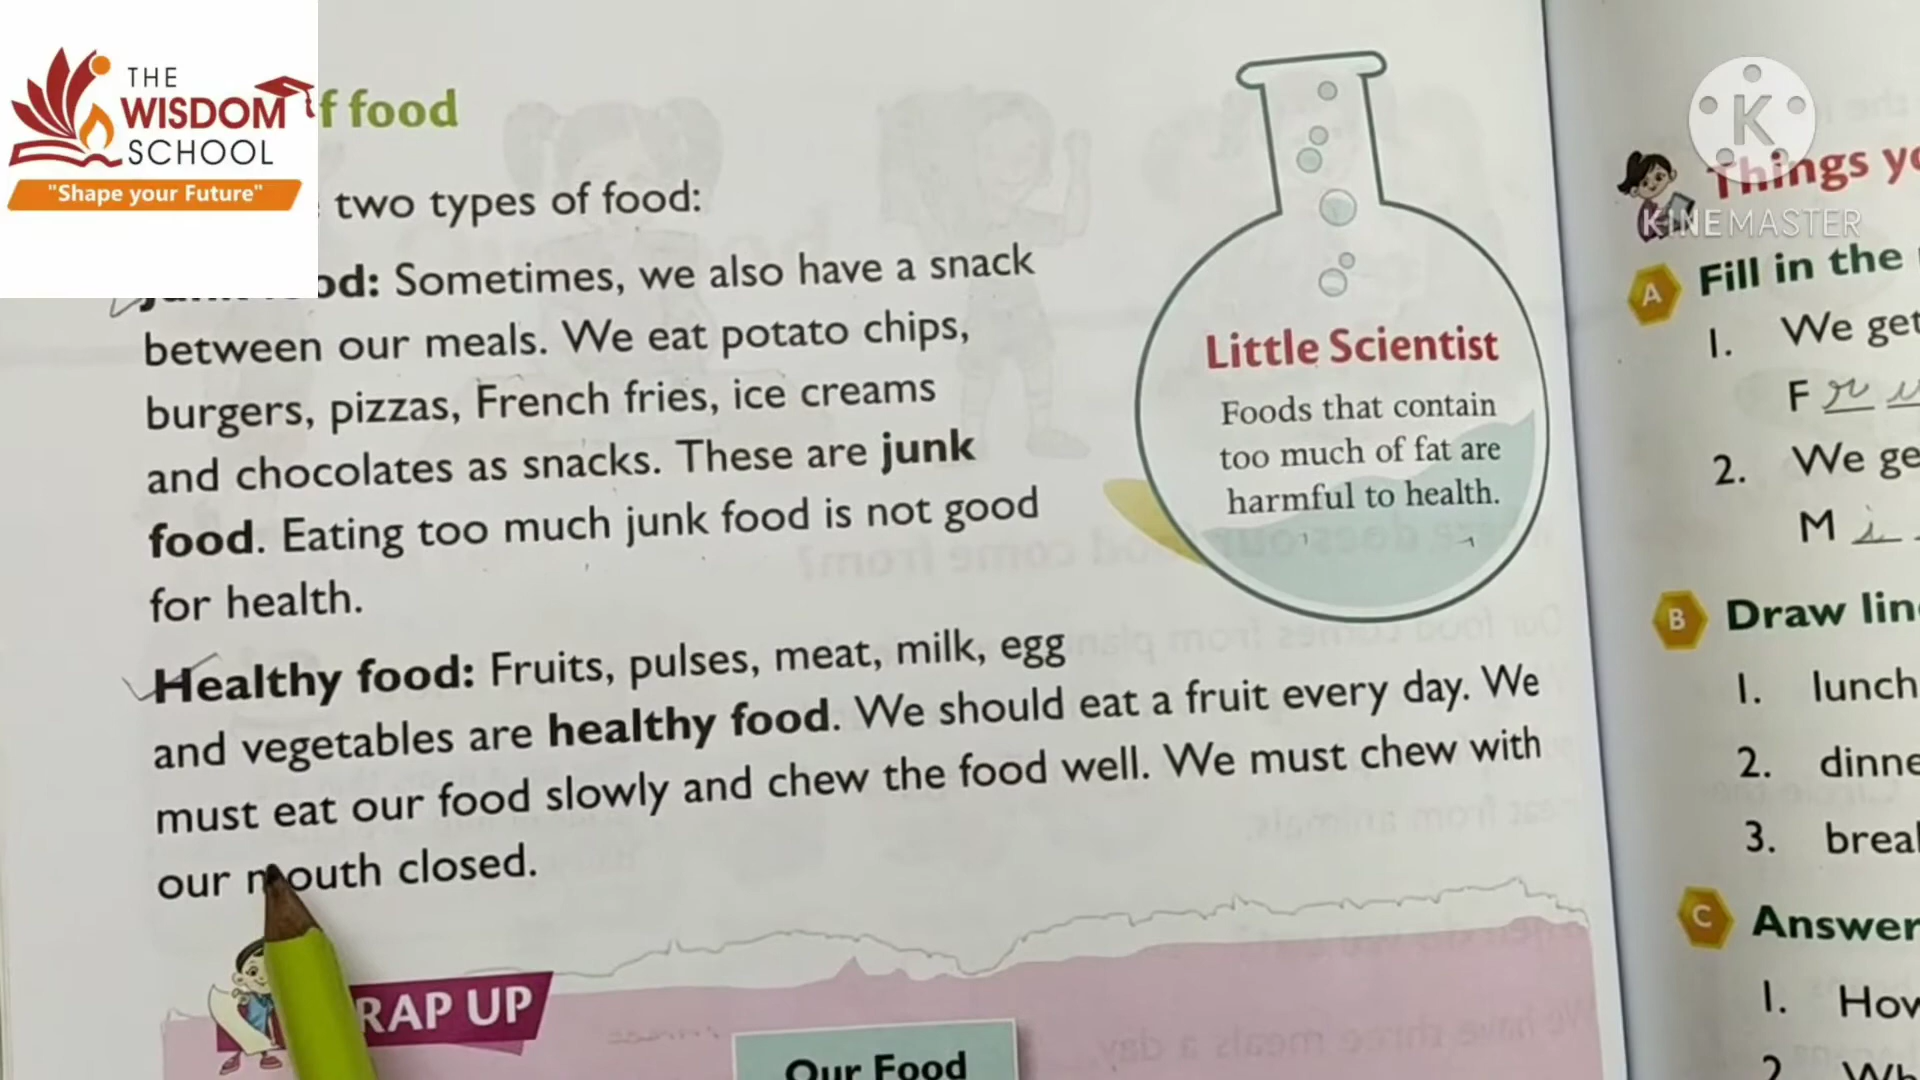 THE
WISDOM
SCHOOL
"Shape your Future"
f food
two types of food:
od: Sometimes, we also have a snack
between our meals. We eat potato chips,
burgers, pizzas, French fries, ice creams
and chocolates as snacks. These are junk
food. Eating too much junk food is not good
for health.
Healthy food: Fruits, pulses, meat, milk, egg
and vegetables are healthy food. We should eat a fruit every day. We
must eat our food slowly and chew the food well. We must chew with
our mouth closed.
RAP UP
Our Food
Little Scientist
Foods that contain
too much of fat are
harmful to health.
K
KINEMASTER
Things yo
A Fill in the
1. We get
F r u
2. We ge
M i
B Draw lin
1. lunch
2. dinne
3. break
C Answer
1. How
2. Wh